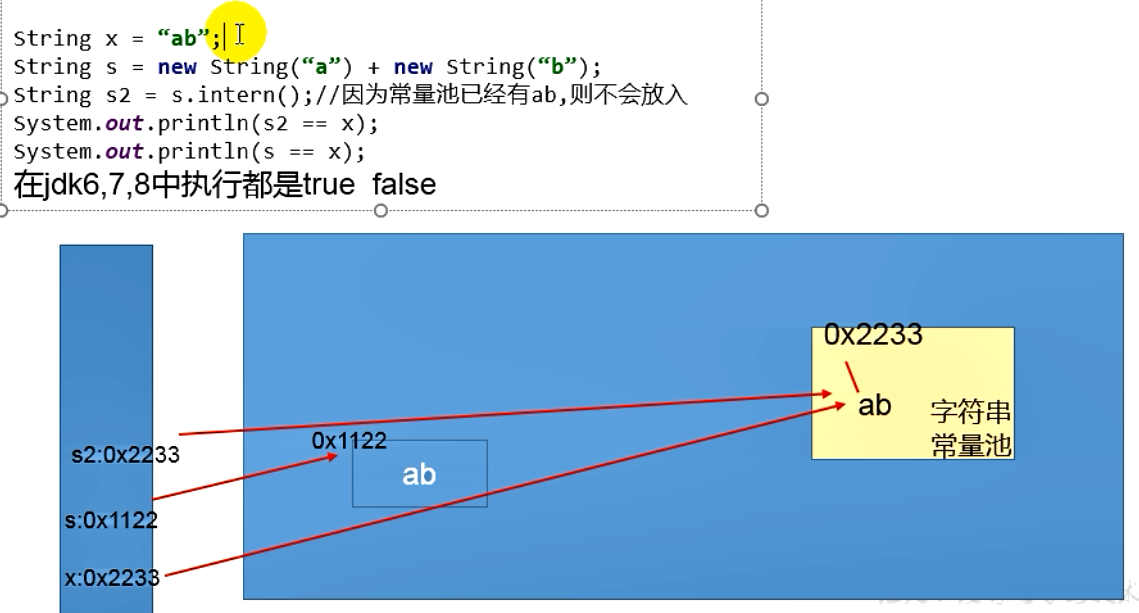 String x = “ab”;
String s = new String(“a”) + new String(“b”);
String s2 = s.intern();//因为常量池已经有ab,则不会放入
System.out.println(s2 == x);
System.out.println(s == x);
在jdk6,7,8中执行都是true false
0x2233
ab
字符串
常量池
0x1122
ab
s2:0x2233
s:0x1122
x:0x2233